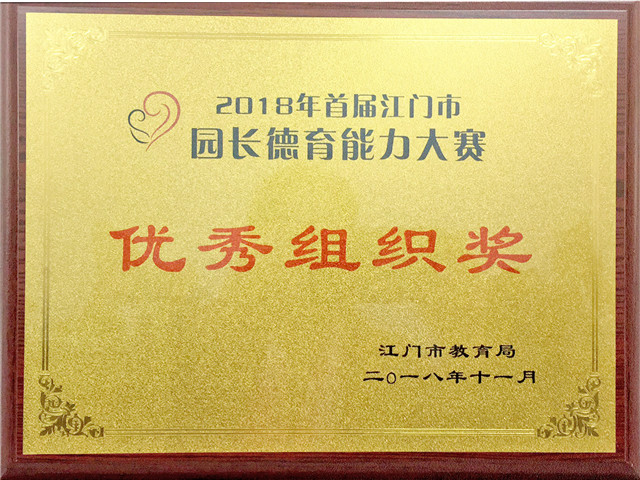 2018年首届江门市
园长德育能力大赛
优秀组织奖
江门市教育局
二〇一八年十一月